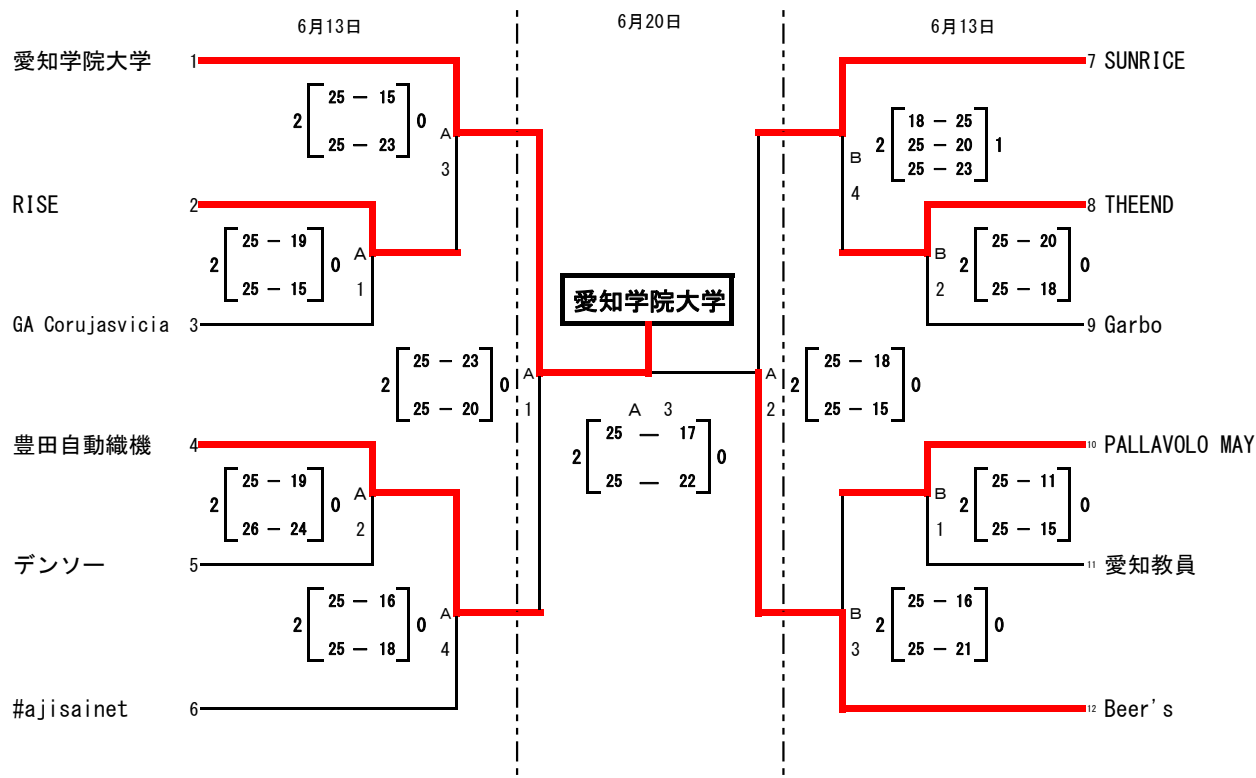 6月13日
6月20日
6月13日
愛知学院大学 1
7 SUNRICE
25 － 15
2 0
25 － 23
A
3
18 － 25
2 25 － 20 1
25 － 23
B
4
RISE 2
8 THEEND
25 － 19
2 0
25 － 15
A
1
25 － 20
2 0
25 － 18
B
2
GA Corujasvicia 3
9 Garbo
愛知学院大学
25 － 23
2 0
25 － 20
A
1
A 3
25 － 17
2 0
25 － 22
A
2
25 － 18
2 0
25 － 15
豊田自動織機 4
10 PALLAVOLO MAY
25 － 19
2 0
26 － 24
A
2
B
1
25 － 11
2 0
25 － 15
デンソー 5
11 愛知教員
25 － 16
2 0
25 － 18
A
4
B
3
25 － 16
2 0
25 － 21
#ajisainet 6
12 Beer's